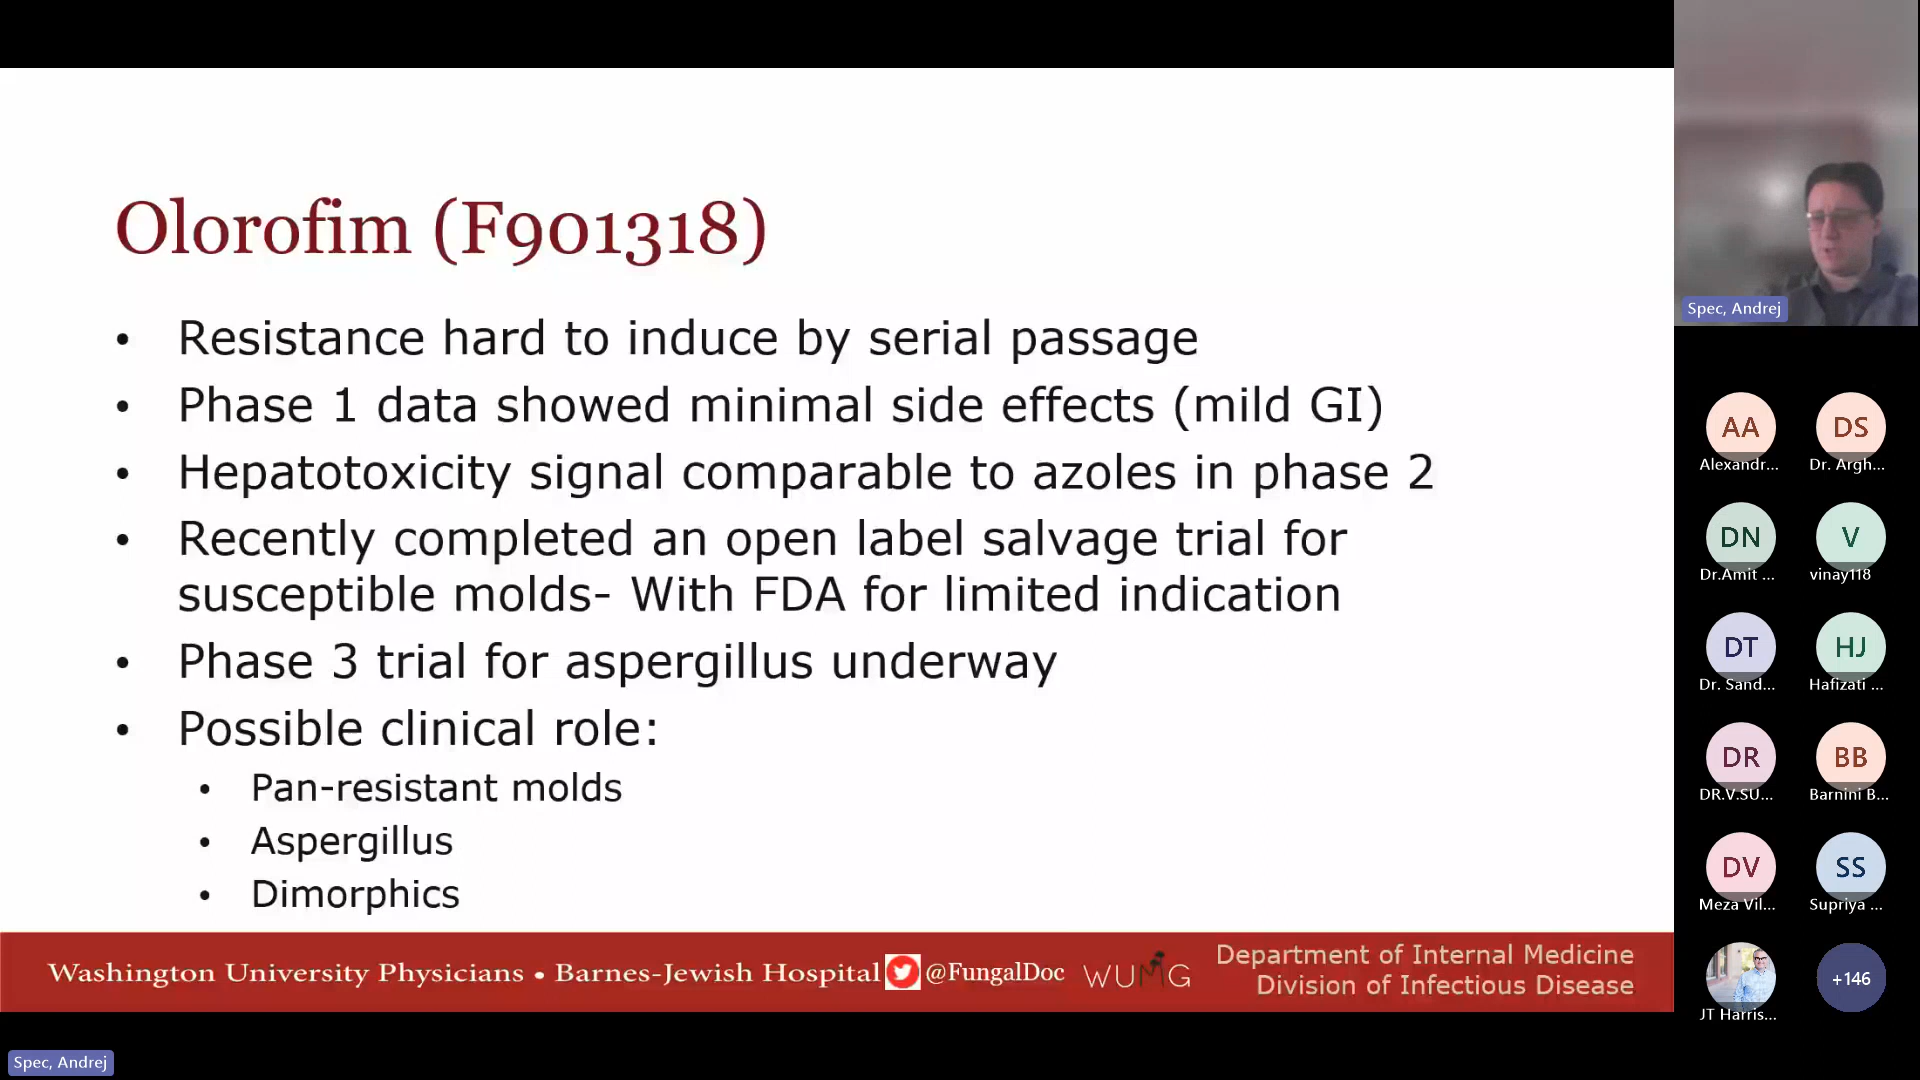 Olorofim (F901318)
• Resistance hard to induce by serial passage
• Phase 1 data showed minimal side effects (mild GI)
• Hepatotoxicity signal comparable to azoles in phase 2
• Recently completed an open label salvage trial for
susceptible molds- With FDA for limited indication
• Phase 3 trial for aspergillus underway
• Possible clinical role:
• Pan-resistant molds
• Aspergillus
• Dimorphics
Washington University Physicians • Barnes-Jewish Hospital @FungalDoc WUMG
Department of Internal Medicine
Division of Infectious Disease
Spec, Andrej
Spec, Andrej
AA DS
Alexandr... Dr. Argh...
DN V
Dr.Amit ... vinay118
DT HJ
Dr. Sand... Hafizati ...
DR BB
DR.V.SU... Barnini B...
DV SS
Meza Vil... Supriya ...
+146
JT Harris...